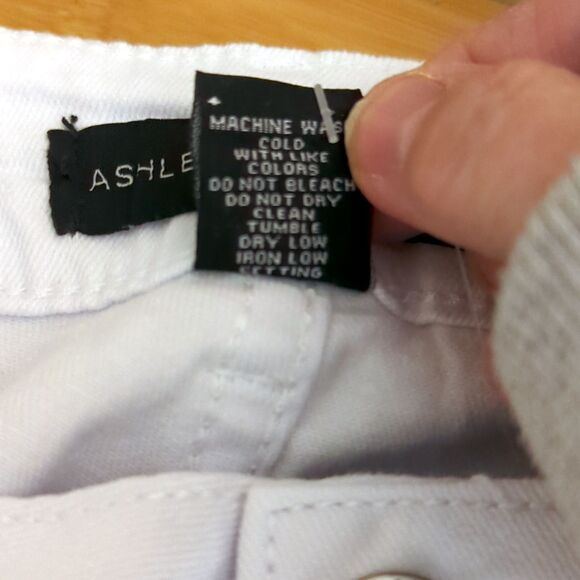 ASHLE
MACHINE WAS
COLD
WITH LIKE
COLORS
DO NOT BLEACH
DO NOT DRY
CLEAN
TUMBLE
DRY LOW
IRON LOW
SETTING